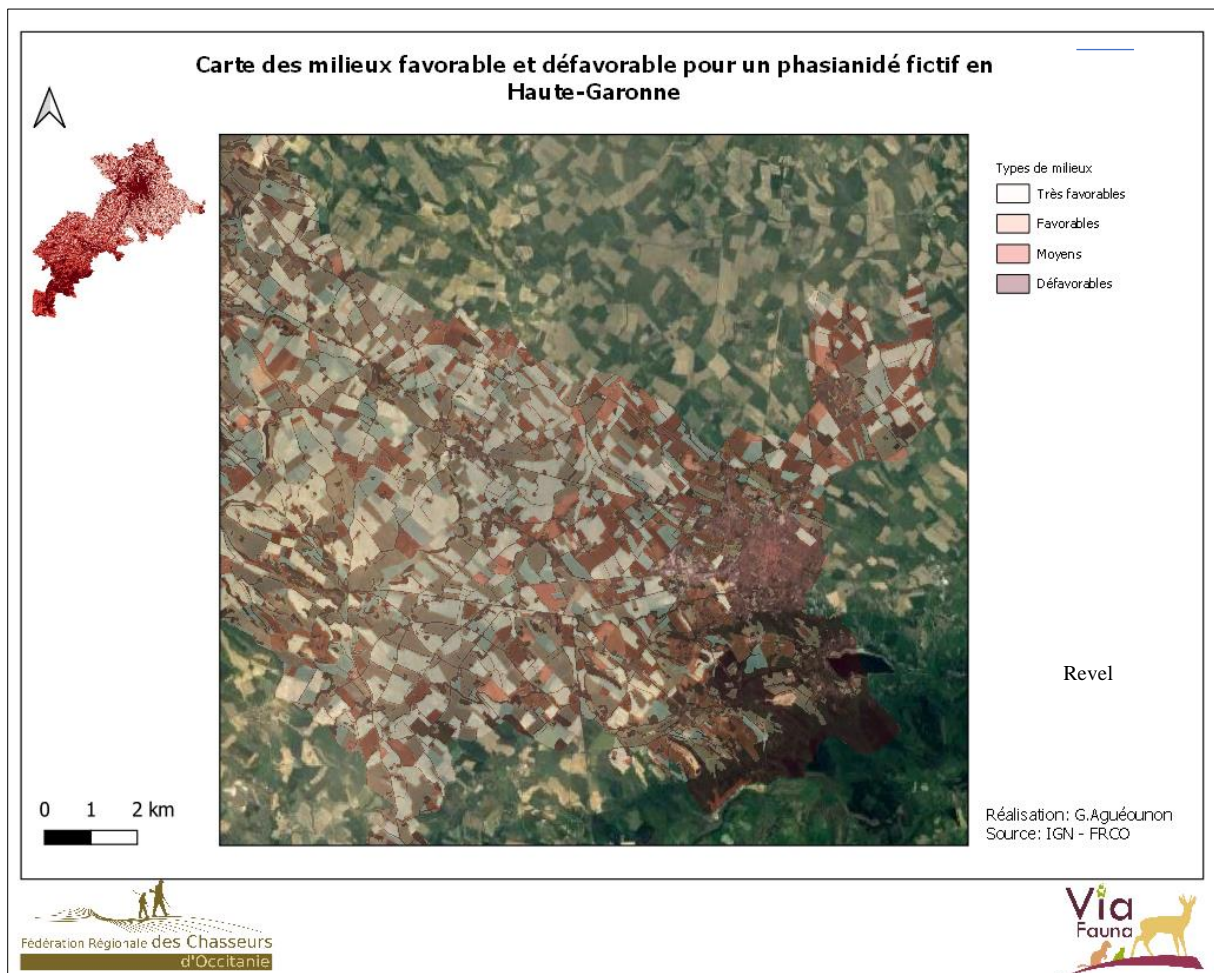 Carte des milieux favorable et défavorable pour un phasianidé fictif en
Haute-Garonne
Types de milieux
Très favorables
Favorables
Moyens
Défavorables
Revel
0 1 2 km
Réalisation: G.Aguéounon
Source: IGN - FRCO
Fédération Régionale des Chasseurs
d'Occitanie
Via
Fauna